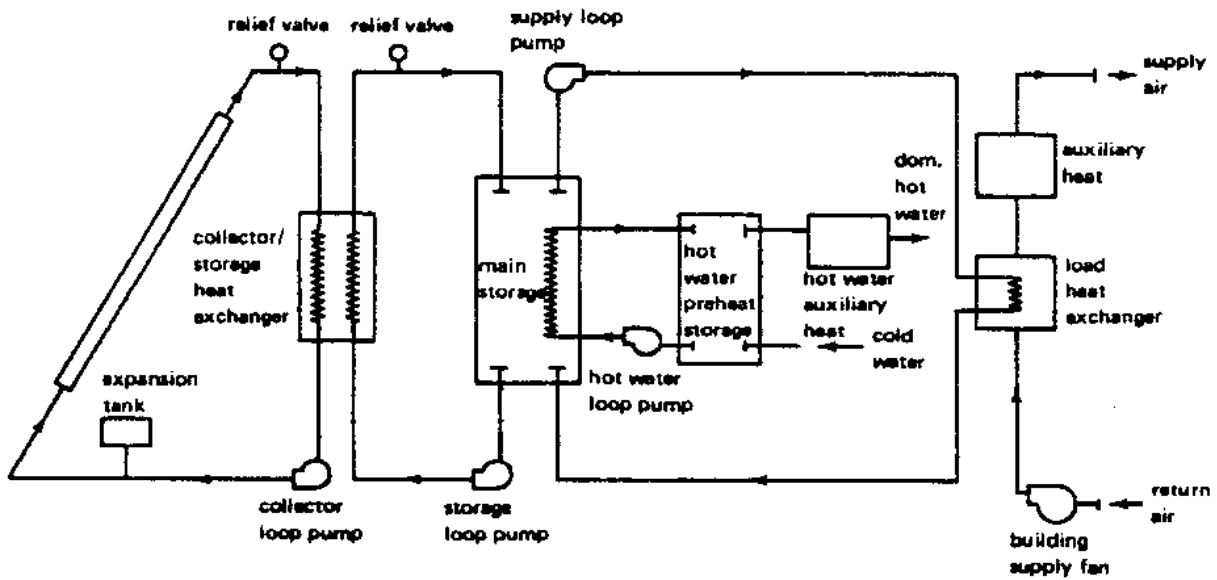 relief valve
relief valve
supply loop
pump
supply
air
auxiliary
heat
dom.
hot
water
collector/
storage
heat
exchanger
main
storage
hot
water
preheat
storage
hot water
auxiliary
heat
load
heat
exchanger
cold
water
expansion
tank
hot water
loop pump
collector
loop pump
storage
loop pump
return
air
building
supply fan